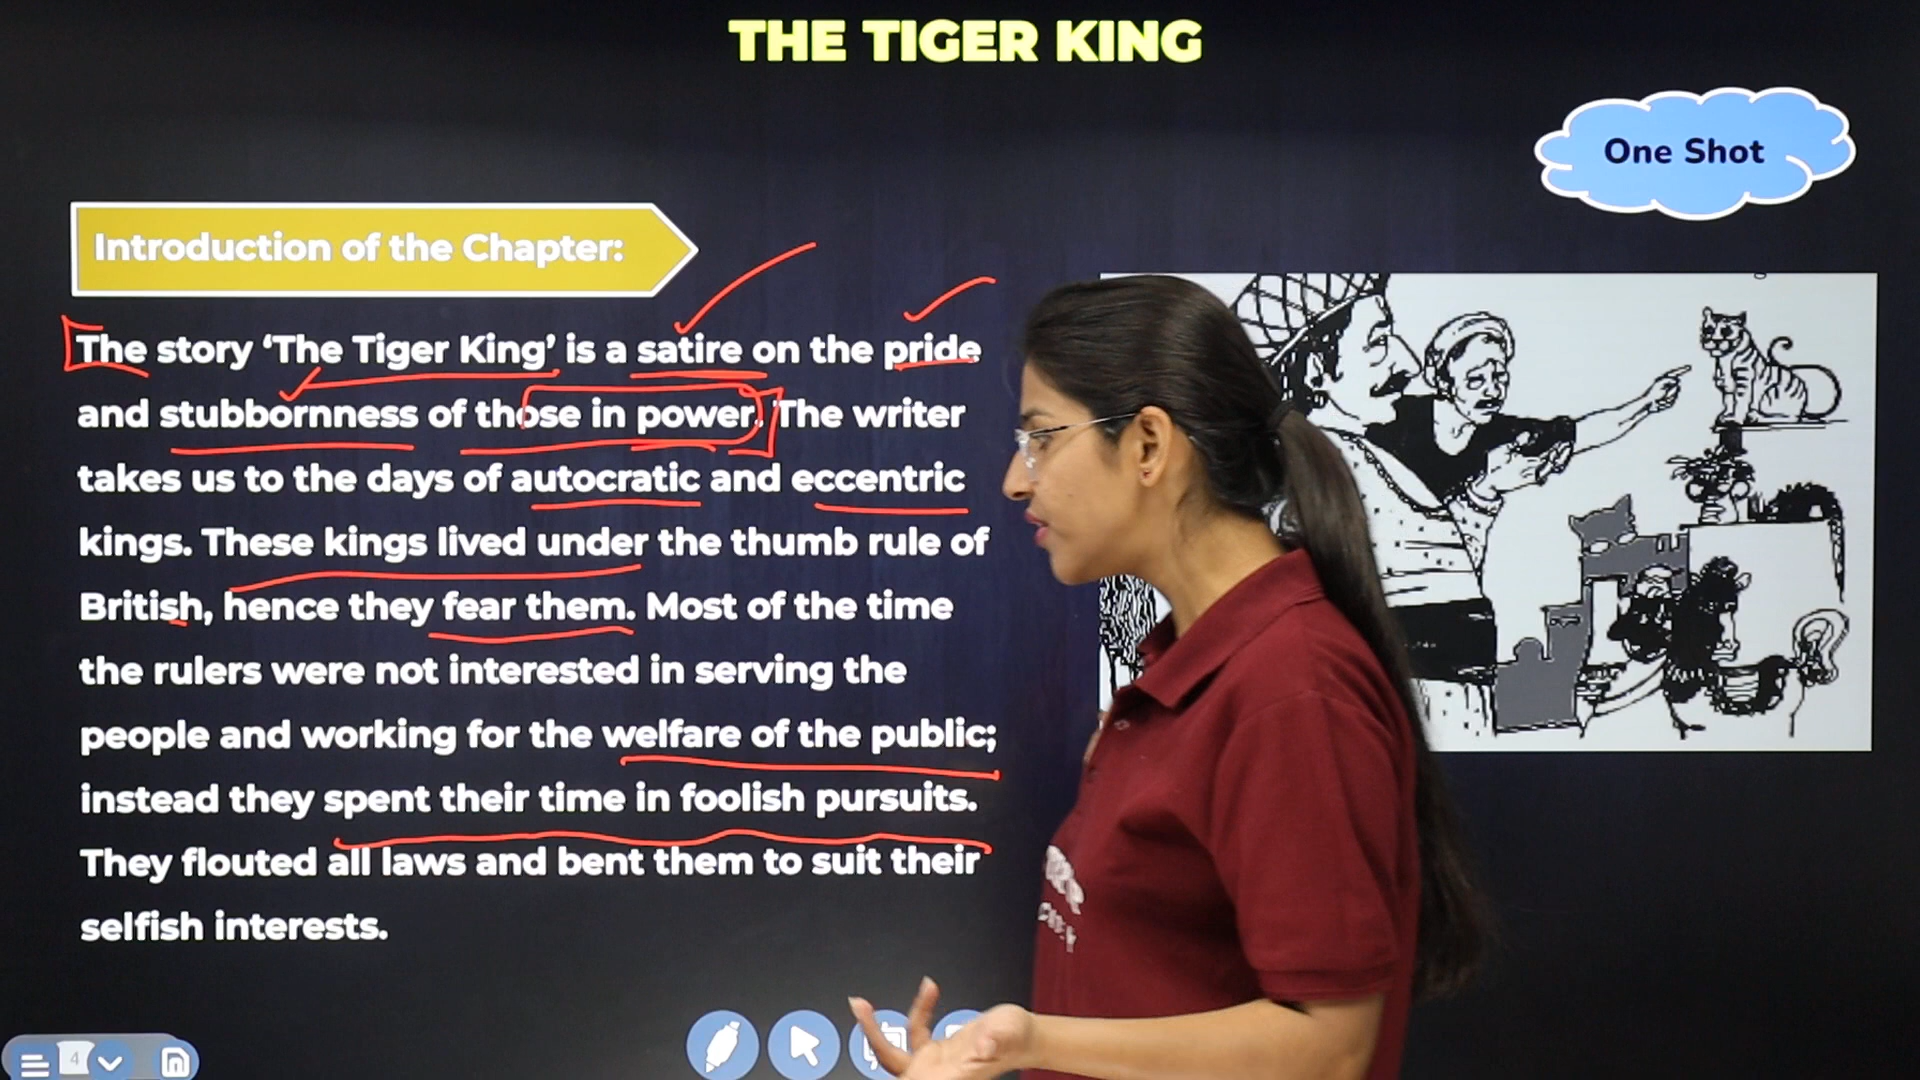 THE TIGER KING
One Shot
Introduction of the Chapter:
The story ‘The Tiger King’ is a satire on the pride
and stubbornness of those in power. The writer
takes us to the days of autocratic and eccentric
kings. These kings lived under the thumb rule of
British, hence they fear them. Most of the time
the rulers were not interested in serving the
people and working for the welfare of the public;
instead they spent their time in foolish pursuits.
They flouted all laws and bent them to suit their
selfish interests.
4